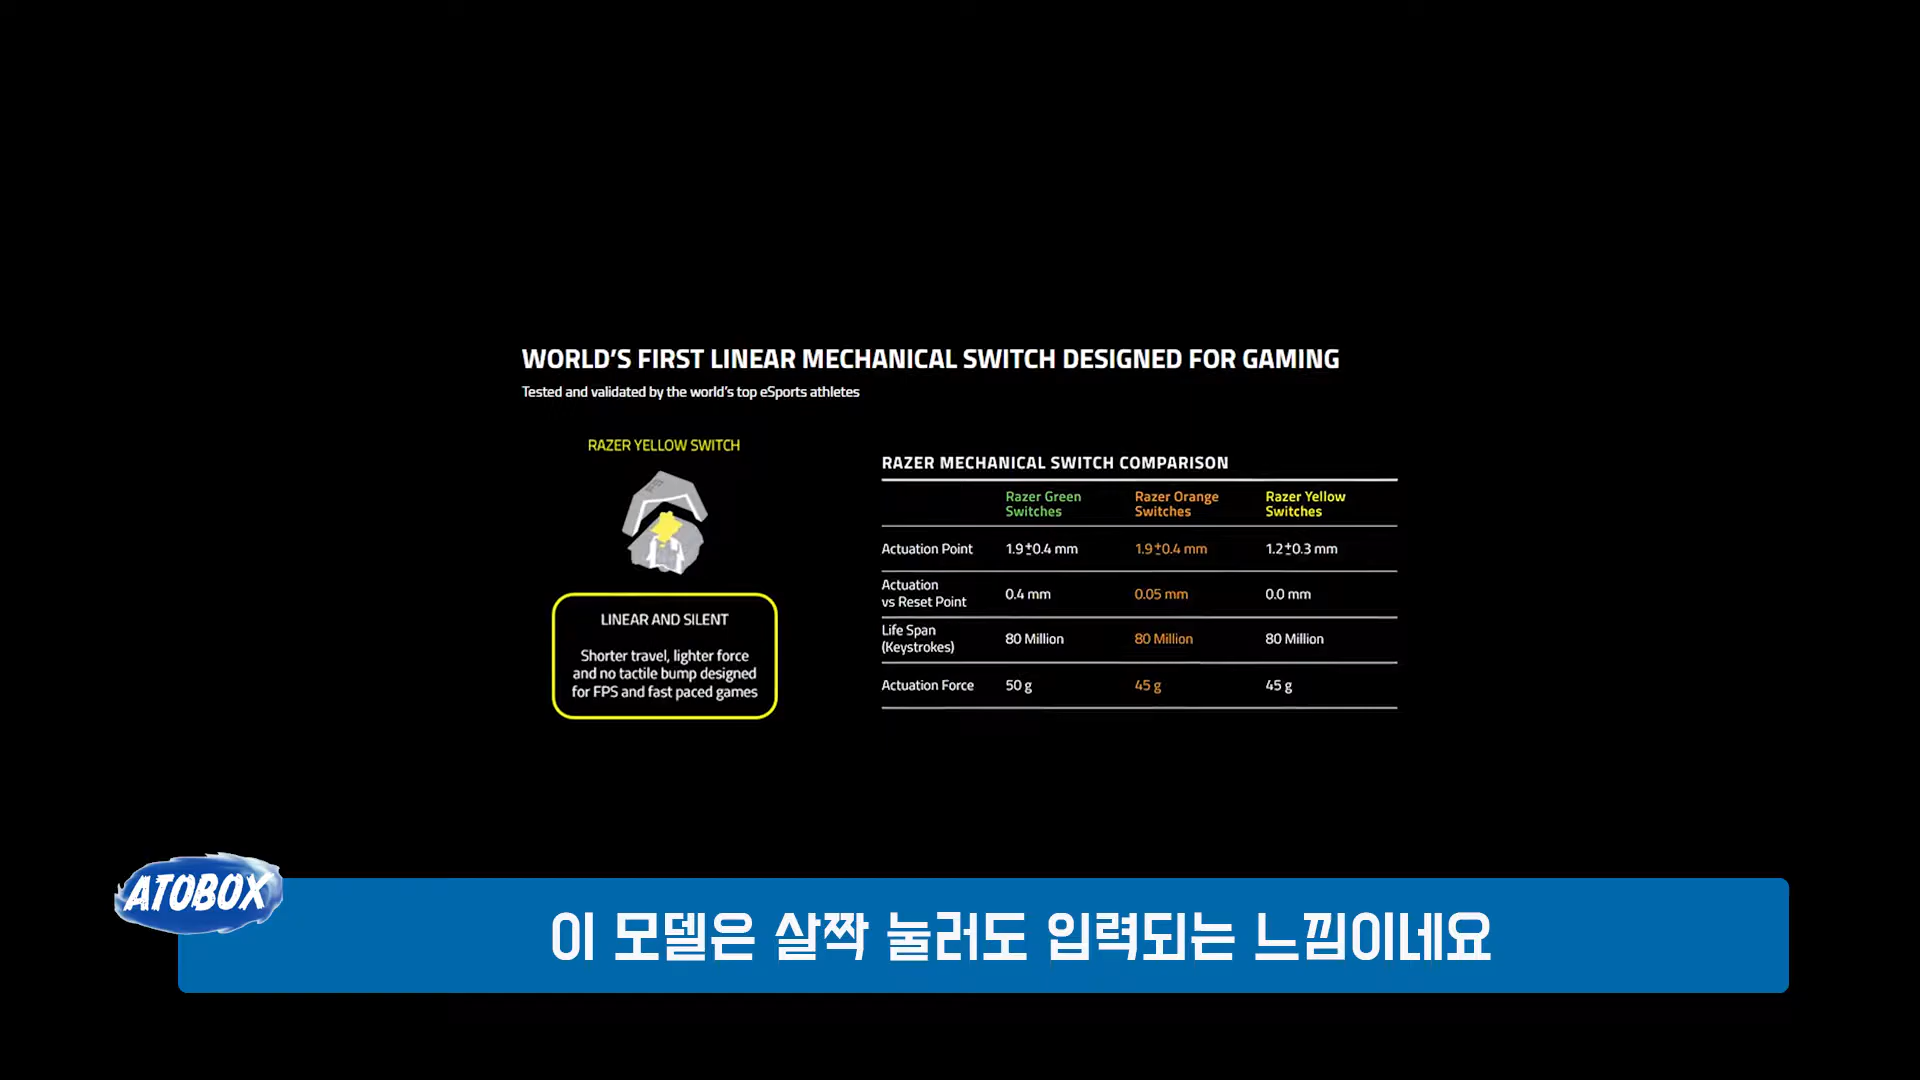 WORLD'S FIRST LINEAR MECHANICAL SWITCH DESIGNED FOR GAMING
Tested and validated by the world's top eSports athletes
RAZER YELLOW SWITCH
LINEAR AND SILENT
Shorter travel, lighter force
and no tactile bump designed
for FPS and fast paced games
RAZER MECHANICAL SWITCH COMPARISON
Razer Green Switches Razer Orange Switches Razer Yellow Switches
Actuation Point 1.9±0.4 mm 1.9±0.4 mm 1.2±0.3 mm
Actuation vs Reset Point 0.4 mm 0.05 mm 0.0 mm
Life Span (Keystrokes) 80 Million 80 Million 80 Million
Actuation Force 50 g 45 g 45 g
ATOBOX
이 모델은 살짝 눌러도 입력되는 느낌이네요